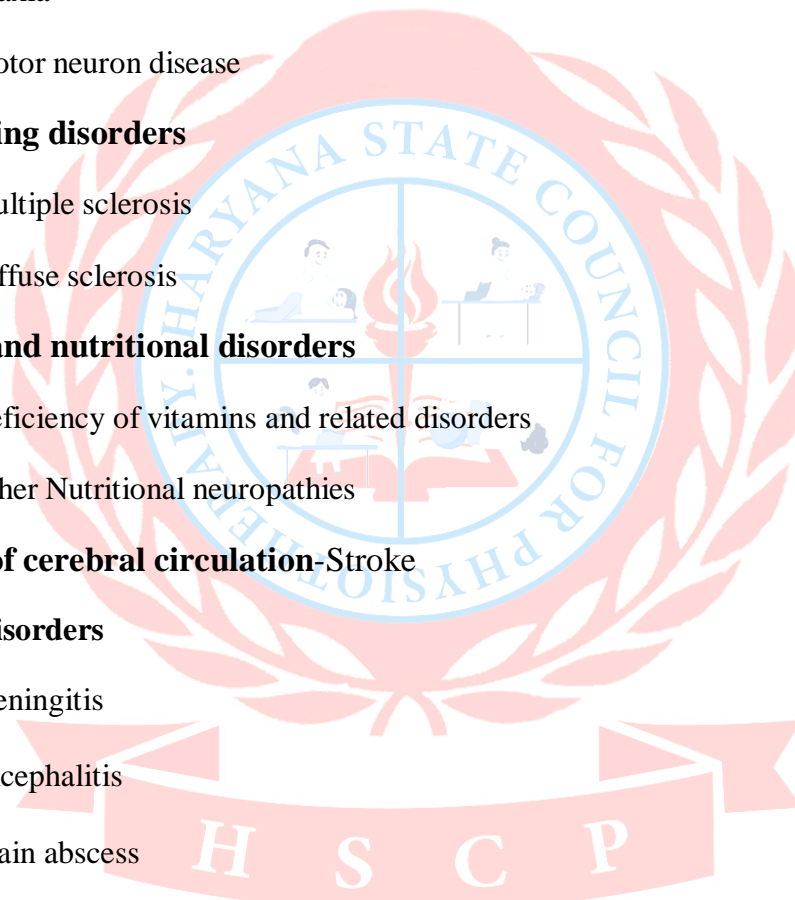 otor neuron disease
ing disorders
ultiple sclerosis
ffuse sclerosis
and nutritional disorders
eficiency of vitamins and related disorders
her Nutritional neuropathies
of cerebral circulation-Stroke
isorders
eningitis
cephalitis
ain abscess
HARYANA STATE COUNCIL FOR PHYSIOTHERAPY.
H S C P